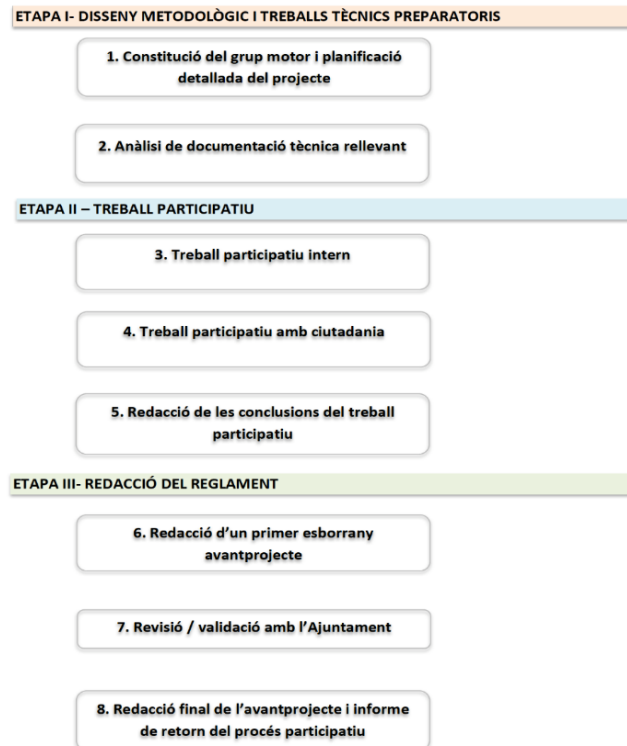 ETAPA I- DISSENY METODOLÒGIC I TREBALLS TÈCNICS PREPARATORIS
1. Constitució del grup motor i planificació
detallada del projecte
2. Anàlisi de documentació tècnica rellevant
ETAPA II – TREBALL PARTICIPATIU
3. Treball participatiu intern
4. Treball participatiu amb ciutadania
5. Redacció de les conclusions del treball
participatiu
ETAPA III- REDACCIÓ DEL REGLAMENT
6. Redacció d’un primer esborrany
avantprojecte
7. Revisió / validació amb l’Ajuntament
8. Redacció final de l’avantprojecte i informe
de retorn del procés participatiu